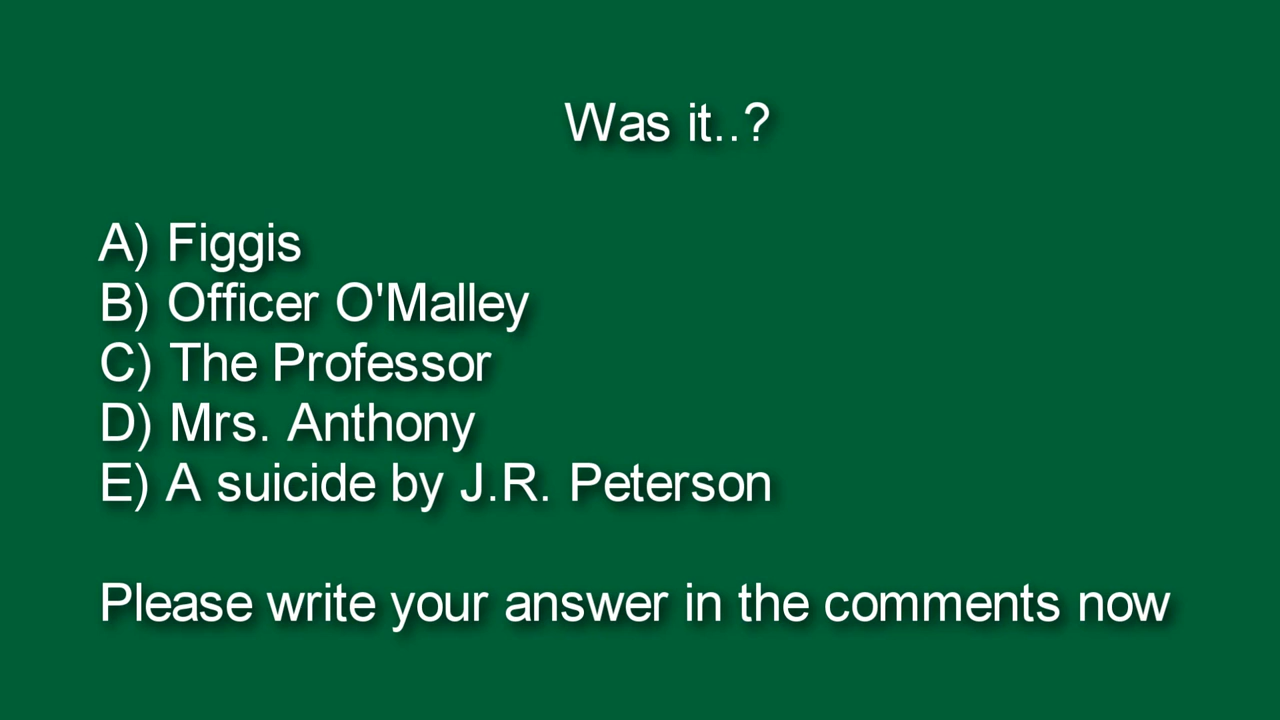 Was it..?
A) Figgis
B) Officer O'Malley
C) The Professor
D) Mrs. Anthony
E) A suicide by J.R. Peterson
Please write your answer in the comments now